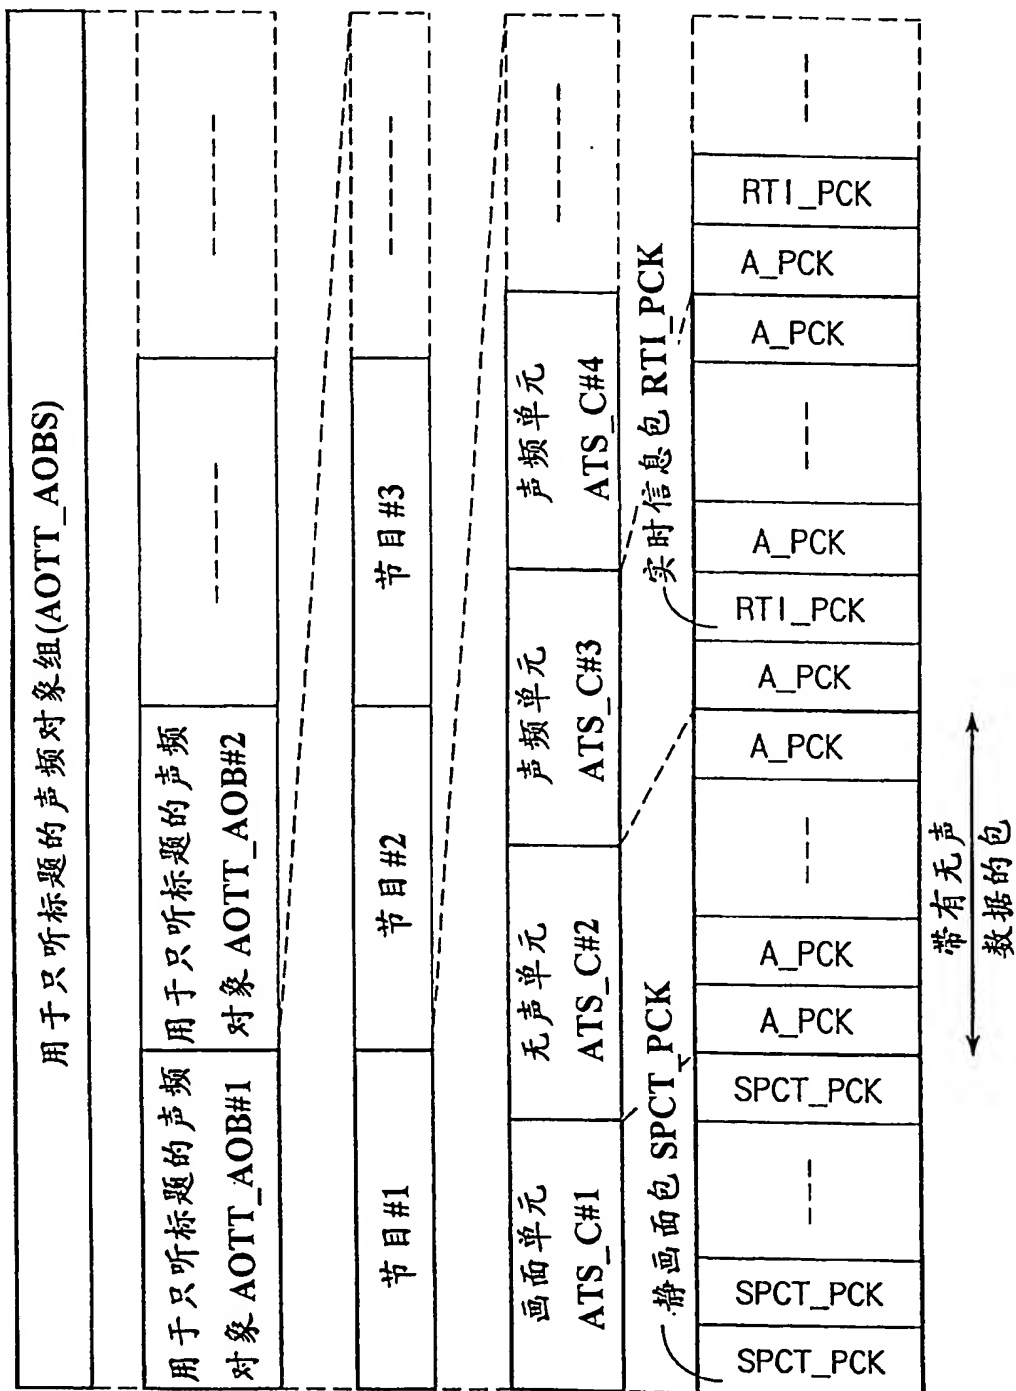 用于只听标题的声频对象组(AOTT_AOBS)
用于只听标题的声频
对象 AOTT_AOB#1
用于只听标题的声频
对象 AOTT_AOB#2
节目#1
节目#2
节目#3
画面单元
ATS_C#1
无声单元
ATS_C#2
声频单元
ATS_C#3
声频单元
ATS_C#4
静画面包 SPCT_PCK
实时信息包 RTI_PCK
SPCT_PCK
SPCT_PCK
SPCT_PCK
A_PCK
A_PCK
A_PCK
A_PCK
RTI_PCK
A_PCK
A_PCK
A_PCK
RTI_PCK
带有无声
数据的包